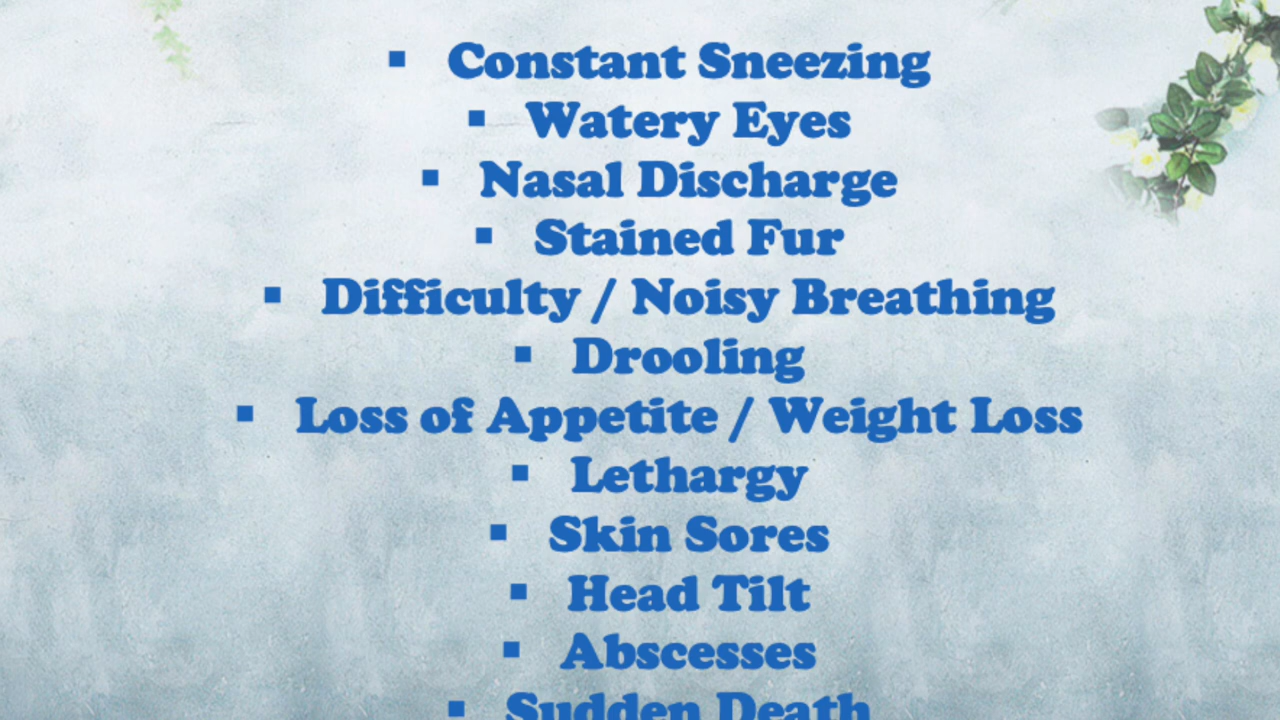 ▪ Constant Sneezing
▪ Watery Eyes
▪ Nasal Discharge
▪ Stained Fur
▪ Difficulty / Noisy Breathing
▪ Drooling
▪ Loss of Appetite / Weight Loss
▪ Lethargy
▪ Skin Sores
▪ Head Tilt
▪ Abscesses
▪ Sudden Death